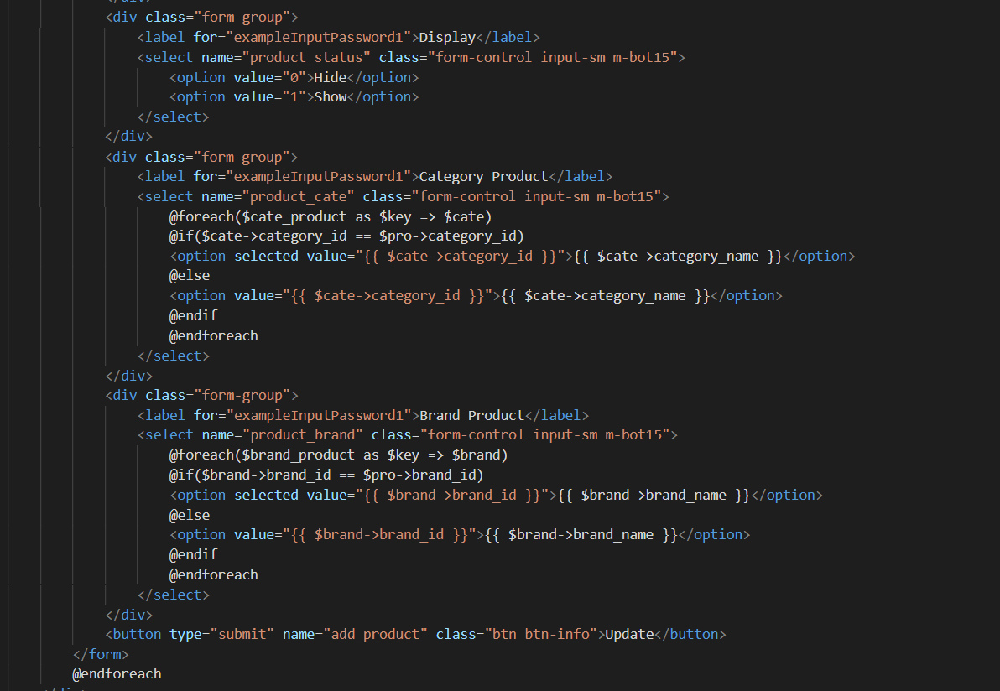 </div>
<div class="form-group">
<label for="exampleInputPassword1">Display</label>
<select name="product_status" class="form-control input-sm m-bot15">
<option value="0">Hide</option>
<option value="1">Show</option>
</select>
</div>
<div class="form-group">
<label for="exampleInputPassword1">Category Product</label>
<select name="product_cate" class="form-control input-sm m-bot15">
@foreach($cate_product as $key => $cate)
@if($cate->category_id == $pro->category_id)
<option selected value="{{ $cate->category_id }}">{{ $cate->category_name }}</option>
@else
<option value="{{ $cate->category_id }}">{{ $cate->category_name }}</option>
@endif
@endforeach
</select>
</div>
<div class="form-group">
<label for="exampleInputPassword1">Brand Product</label>
<select name="product_brand" class="form-control input-sm m-bot15">
@foreach($brand_product as $key => $brand)
@if($brand->brand_id == $pro->brand_id)
<option selected value="{{ $brand->brand_id }}">{{ $brand->brand_name }}</option>
@else
<option value="{{ $brand->brand_id }}">{{ $brand->brand_name }}</option>
@endif
@endforeach
</select>
</div>
<button type="submit" name="add_product" class="btn btn-info">Update</button>
</form>
@endforeach